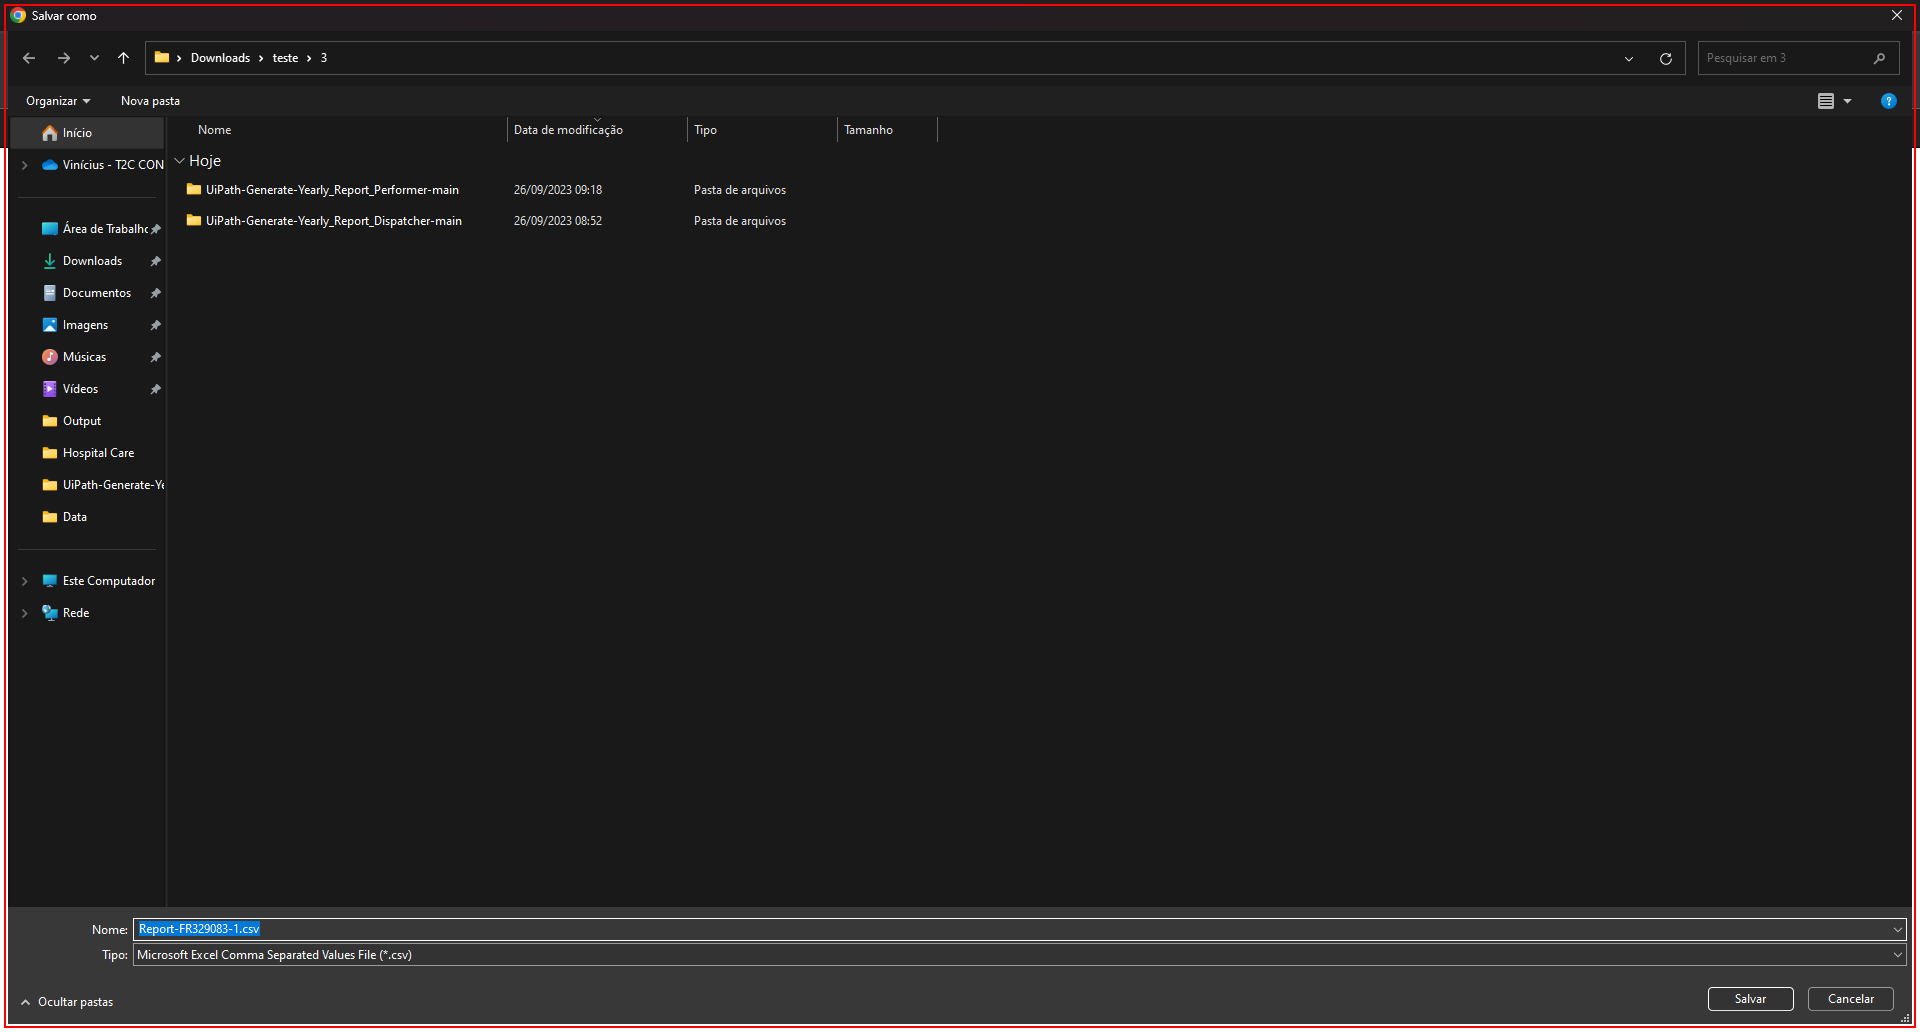 Salvar como
Downloads
teste
3
Pesquisar em 3
Organizar
Nova pasta
?
Nome
Data de modificação
Tipo
Tamanho
Início
Vinícius - T2C CON
Área de Trabalho
Downloads
Documentos
Imagens
Músicas
Vídeos
Output
Hospital Care
UiPath-Generate-Ye
Data
Este Computador
Rede
Hoje
UiPath-Generate-Yearly_Report_Performer-main 26/09/2023 09:18 Pasta de arquivos
UiPath-Generate-Yearly_Report_Dispatcher-main 26/09/2023 08:52 Pasta de arquivos
Nome: Report-FR329083-1.csv
Tipo: Microsoft Excel Comma Separated Values File (*.csv)
Ocultar pastas
Salvar
Cancelar